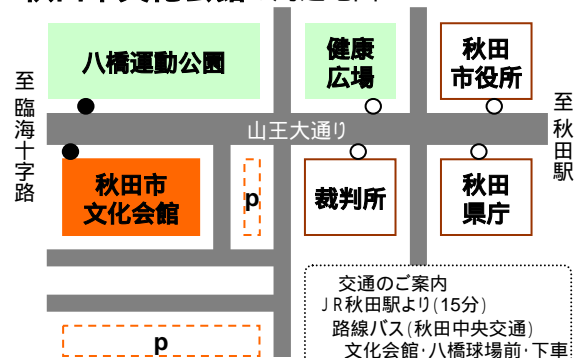 八橋運動公園
健康
広場
秋田
市役所
至臨海十字路
至秋田駅
山王大通り
秋田市
文化会館
p
裁判所
秋田
県庁
交通のご案内
JR秋田駅より(15分)
路線バス(秋田中央交通)
文化会館・八橋球場前・下車
p